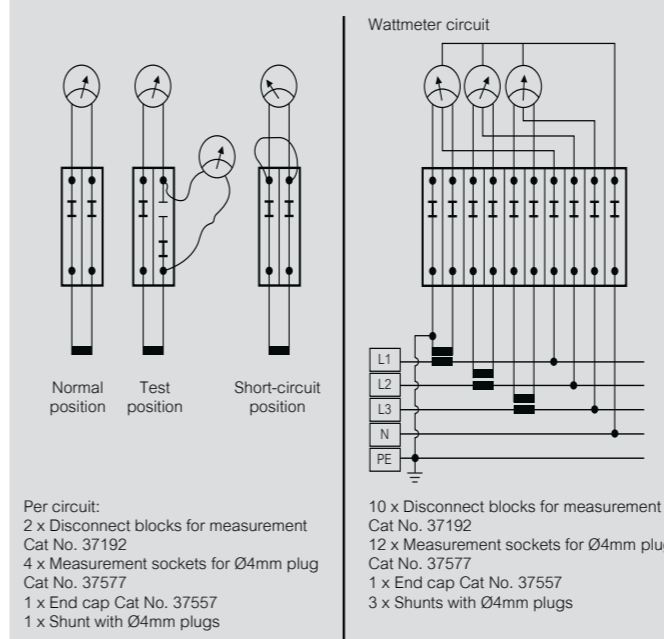 Normal
position
Test
position
Short-circuit
position
Per circuit:
2 x Disconnect blocks for measurement
Cat No. 37192
4 x Measurement sockets for Ø4mm plug
Cat No. 37577
1 x End cap Cat No. 37557
1 x Shunt with Ø4mm plugs
Wattmeter circuit
L1
L2
L3
N
PE
10 x Disconnect blocks for measurement
Cat No. 37192
12 x Measurement sockets for Ø4mm
Cat No. 37577
1 x End cap Cat No. 37557
3 x Shunts with Ø4mm plugs